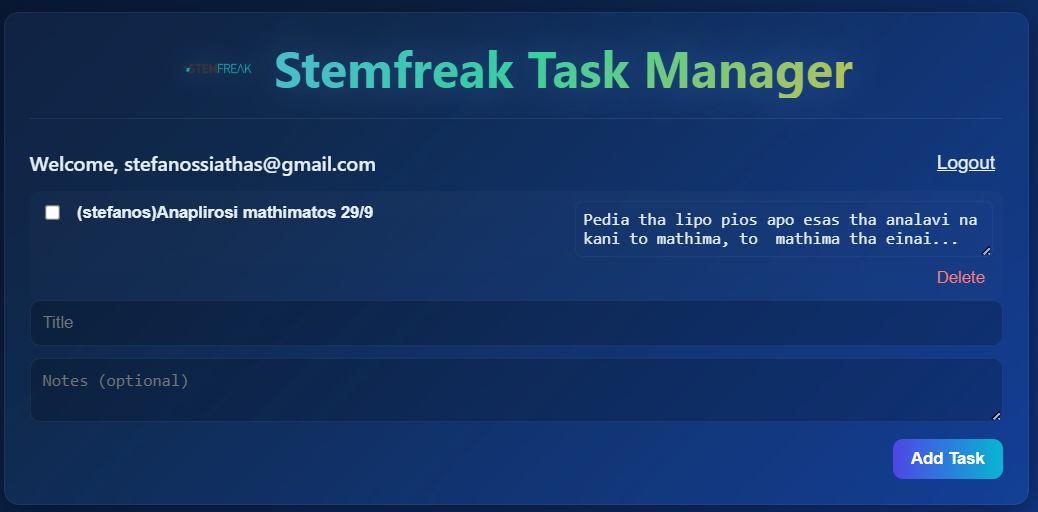 STEMFREAK
Stemfreak Task Manager
Welcome, stefanossiathas@gmail.com
Logout
(stefanos)Anaplirosi mathimatos 29/9
Pedia tha lipo pios apo esas tha analavi na
kani to mathima, to  mathima tha einai...
Delete
Title
Notes (optional)
Add Task